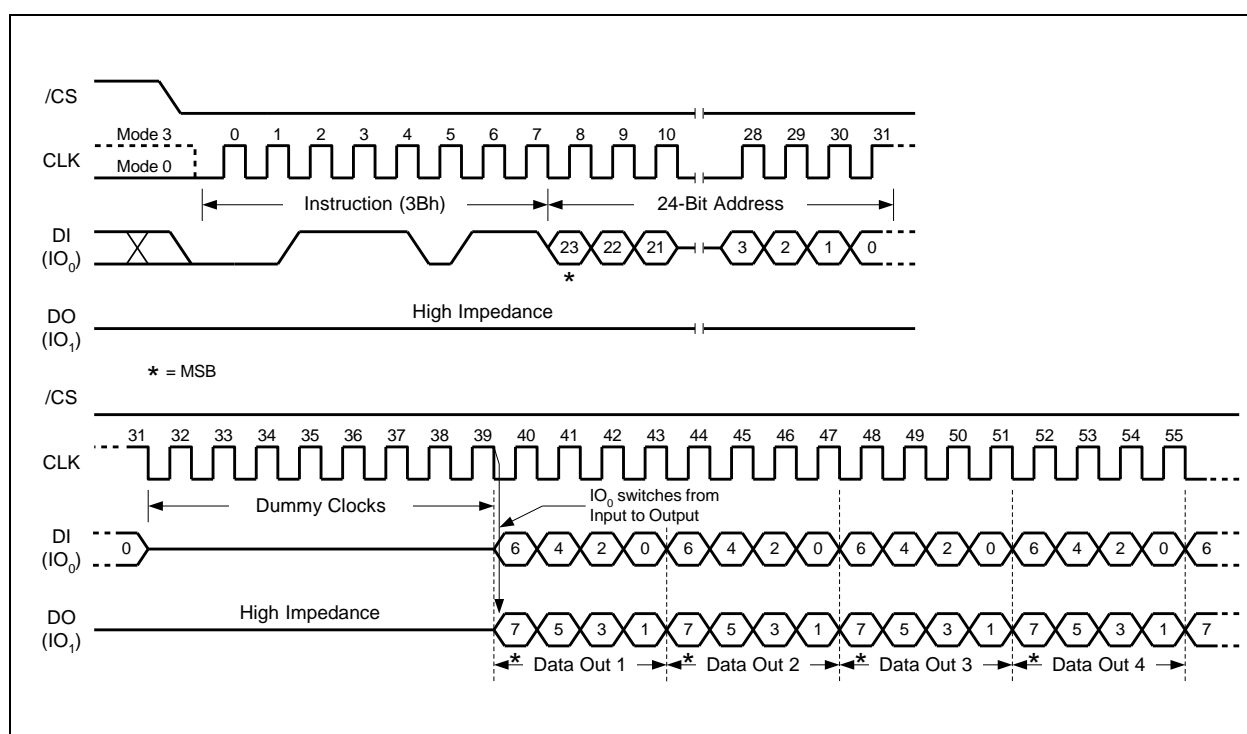 /CS
Mode 3 0 1 2 3 4 5 6 7 8 9 10 28 29 30 31
CLK
Mode 0
Instruction (3Bh) 24-Bit Address
DI
(IO0)
23 22 21 3 2 1 0
*
High Impedance
DO
(IO1)
* = MSB
/CS
31 32 33 34 35 36 37 38 39 40 41 42 43 44 45 46 47 48 49 50 51 52 53 54 55
CLK
Dummy Clocks
IO0 switches from
Input to Output
DI
(IO0)
0 6 4 2 0 6 4 2 0 6 4 2 0 6 4 2 0 6
High Impedance
DO
(IO1)
7 5 3 1 7 5 3 1 7 5 3 1 7 5 3 1 7
* Data Out 1 * Data Out 2 * Data Out 3 * Data Out 4